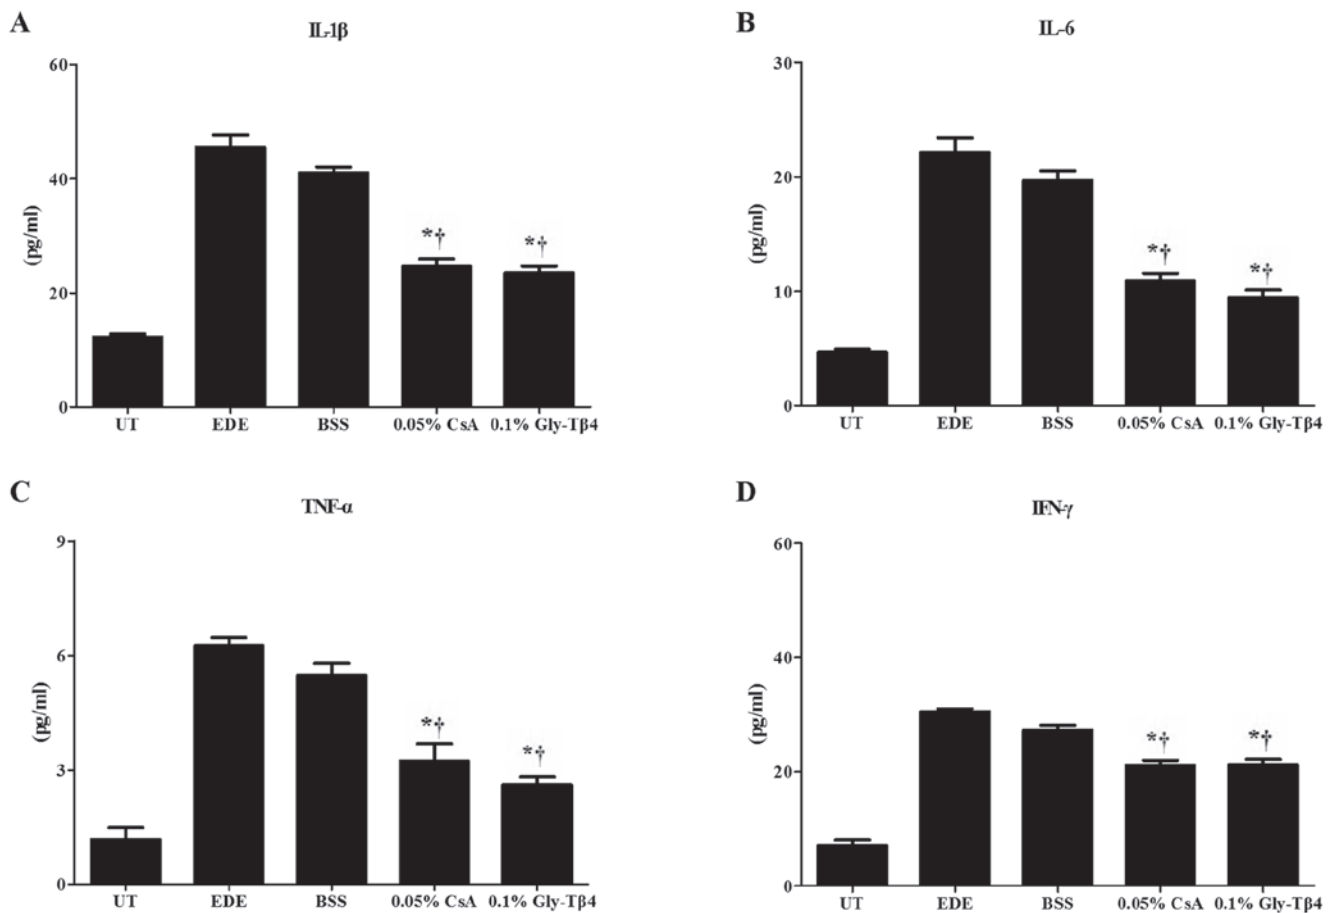 A
IL-1β
60
40
20
0
(pg/ml)
*†
*†
UT EDE BSS 0.05% CsA 0.1% Gly-Tβ4
B
IL-6
30
20
10
0
(pg/ml)
*†
*†
UT EDE BSS 0.05% CsA 0.1% Gly-Tβ4
C
TNF-α
9
6
3
0
(pg/ml)
*†
*†
UT EDE BSS 0.05% CsA 0.1% Gly-Tβ4
D
IFN-γ
60
40
20
0
(pg/ml)
*†
*†
UT EDE BSS 0.05% CsA 0.1% Gly-Tβ4